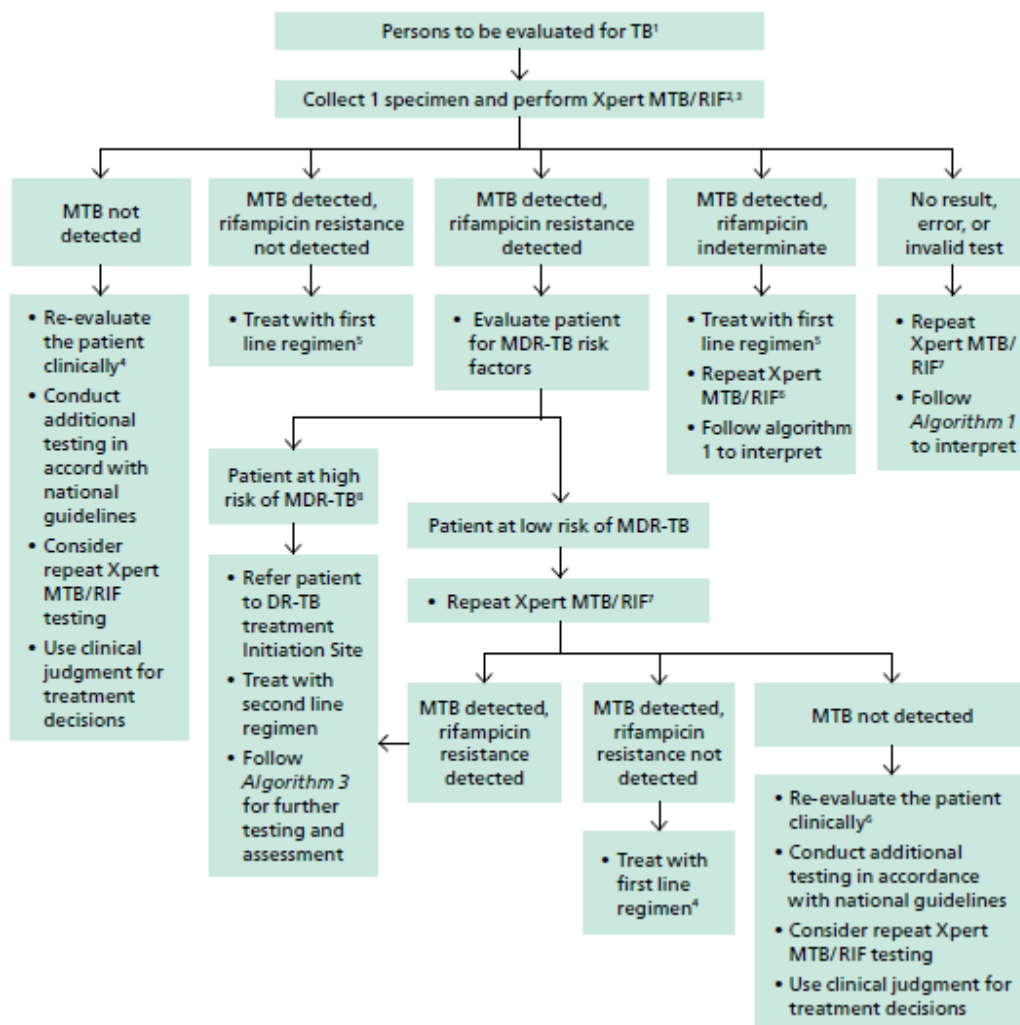 Persons to be evaluated for TB¹
Collect 1 specimen and perform Xpert MTB/RIF²,³
MTB not
detected
MTB detected,
rifampicin resistance
not detected
MTB detected,
rifampicin resistance
detected
MTB detected,
rifampicin
indeterminate
No result,
error, or
invalid test
• Re-evaluate
the patient
clinically⁴
• Conduct
additional
testing in
accord with
national
guidelines
• Consider
repeat Xpert
MTB/RIF
testing
• Use clinical
judgment for
treatment
decisions
• Treat with first
line regimen⁵
• Evaluate patient
for MDR-TB risk
factors
• Treat with first
line regimen⁵
• Repeat Xpert
MTB/RIF⁶
• Follow algorithm
1 to interpret
• Repeat
Xpert MTB/
RIF⁷
• Follow
Algorithm 1
to interpret
Patient at high
risk of MDR-TB⁸
Patient at low risk of MDR-TB
• Refer patient
to DR-TB
treatment
Initiation Site
• Treat with
second line
regimen
• Follow
Algorithm 3
for further
testing and
assessment
• Repeat Xpert MTB/RIF⁷
MTB detected,
rifampicin
resistance
detected
MTB detected,
rifampicin
resistance not
detected
MTB not detected
• Treat with
first line
regimen⁴
• Re-evaluate the patient
clinically⁶
• Conduct additional
testing in accordance
with national guidelines
• Consider repeat Xpert
MTB/RIF testing
• Use clinical judgment for
treatment decisions